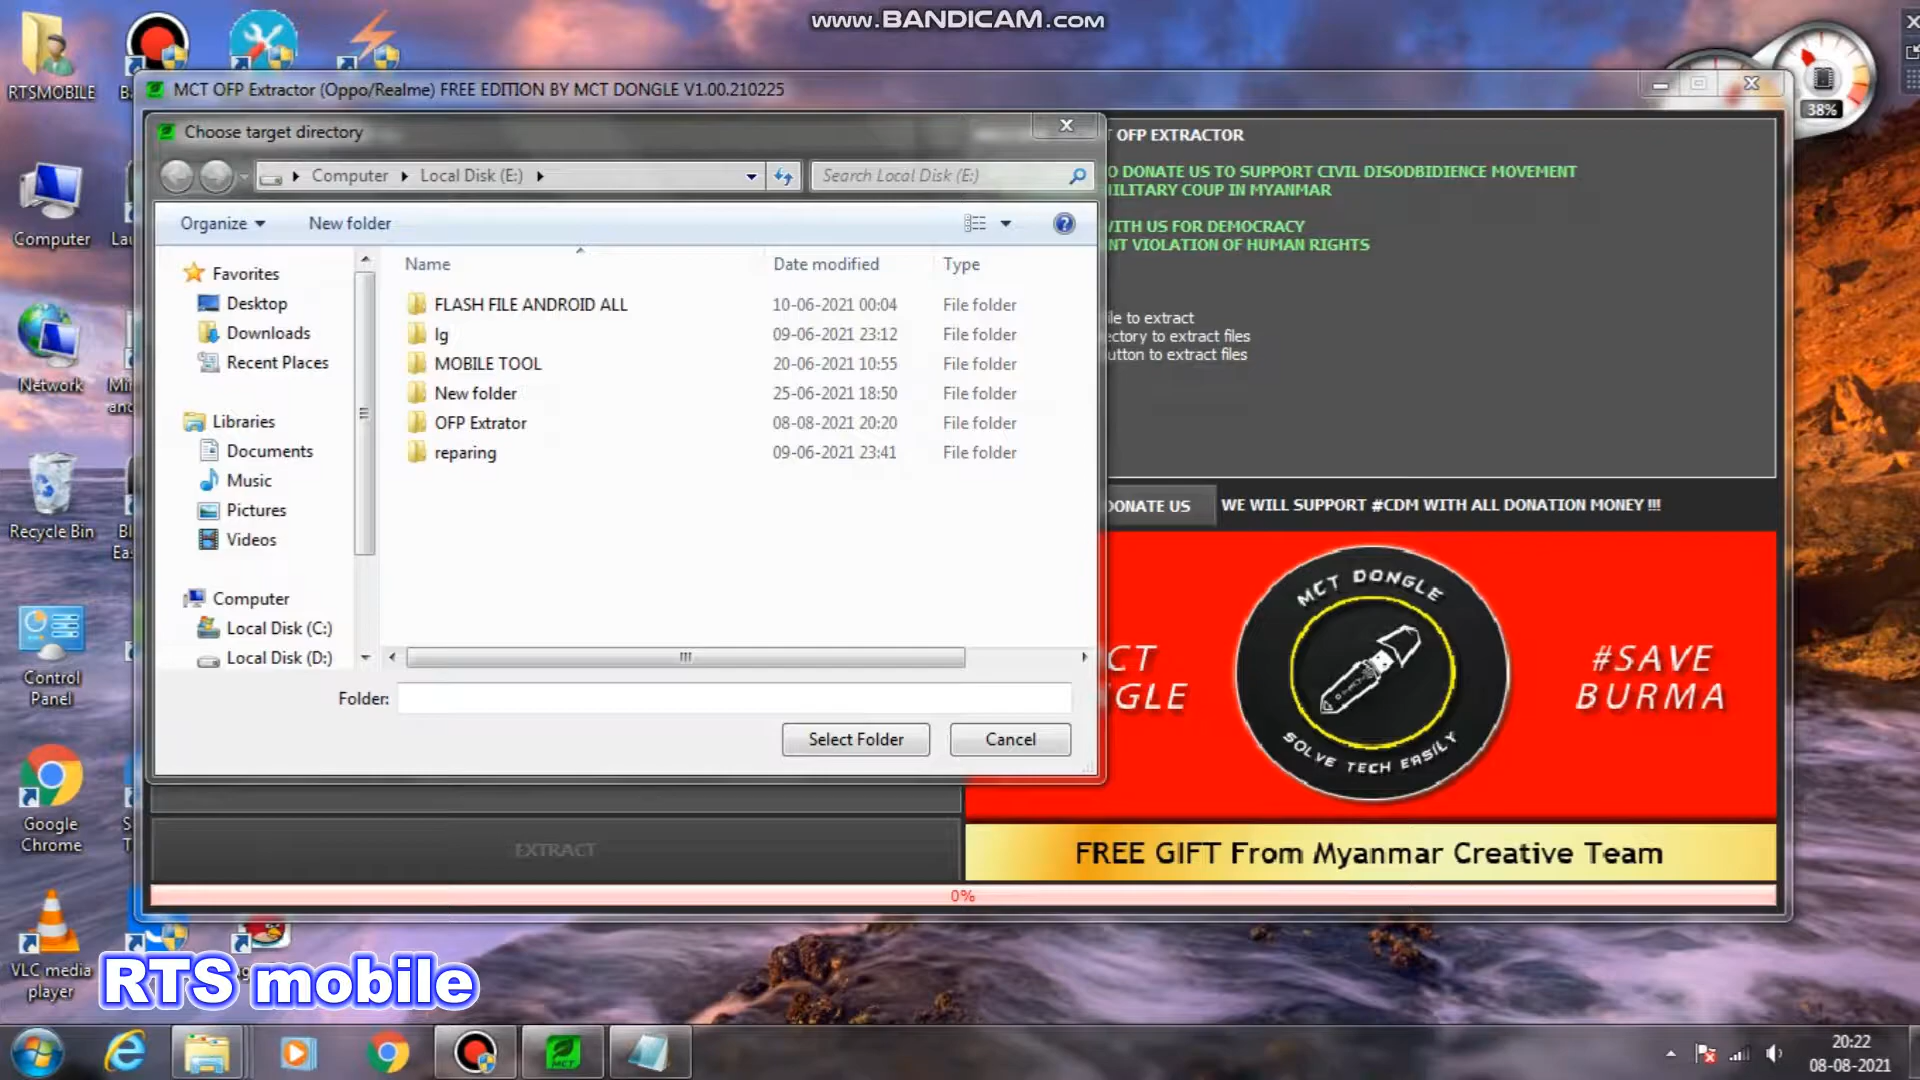 www.BANDICAM.com
RTSMOBILE
38%
MCT OFP Extractor (Oppo/Realme) FREE EDITION BY MCT DONGLE V1.00.210225
Choose target directory
OFP EXTRACTOR
Computer
Local Disk (E:)
Search Local Disk (E:)
O DONATE US TO SUPPORT CIVIL DISODBIDIENCE MOVEMENT
MILITARY COUP IN MYANMAR
Organize
New folder
WITH US FOR DEMOCRACY
NT VIOLATION OF HUMAN RIGHTS
Name
Date modified
Type
Favorites
Desktop
Downloads
Recent Places
Libraries
Documents
Music
Pictures
Videos
Computer
Local Disk (C:)
Local Disk (D:)
FLASH FILE ANDROID ALL 10-06-2021 00:04 File folder
lg 09-06-2021 23:12 File folder
MOBILE TOOL 20-06-2021 10:55 File folder
New folder 25-06-2021 18:50 File folder
OFP Extrator 08-08-2021 20:20 File folder
reparing 09-06-2021 23:41 File folder
ile to extract
ectory to extract files
utton to extract files
Folder:
Select Folder
Cancel
DONATE US
WE WILL SUPPORT #CDM WITH ALL DONATION MONEY !!!
MCT DONGLE
SOLVE TECH EASILY
CT
GLE
#SAVE
BURMA
EXTRACT
FREE GIFT From Myanmar Creative Team
0%
Computer
Network
Recycle Bin
Control
Panel
Google
Chrome
VLC media
player
RTS mobile
MCT
20:22
08-08-2021